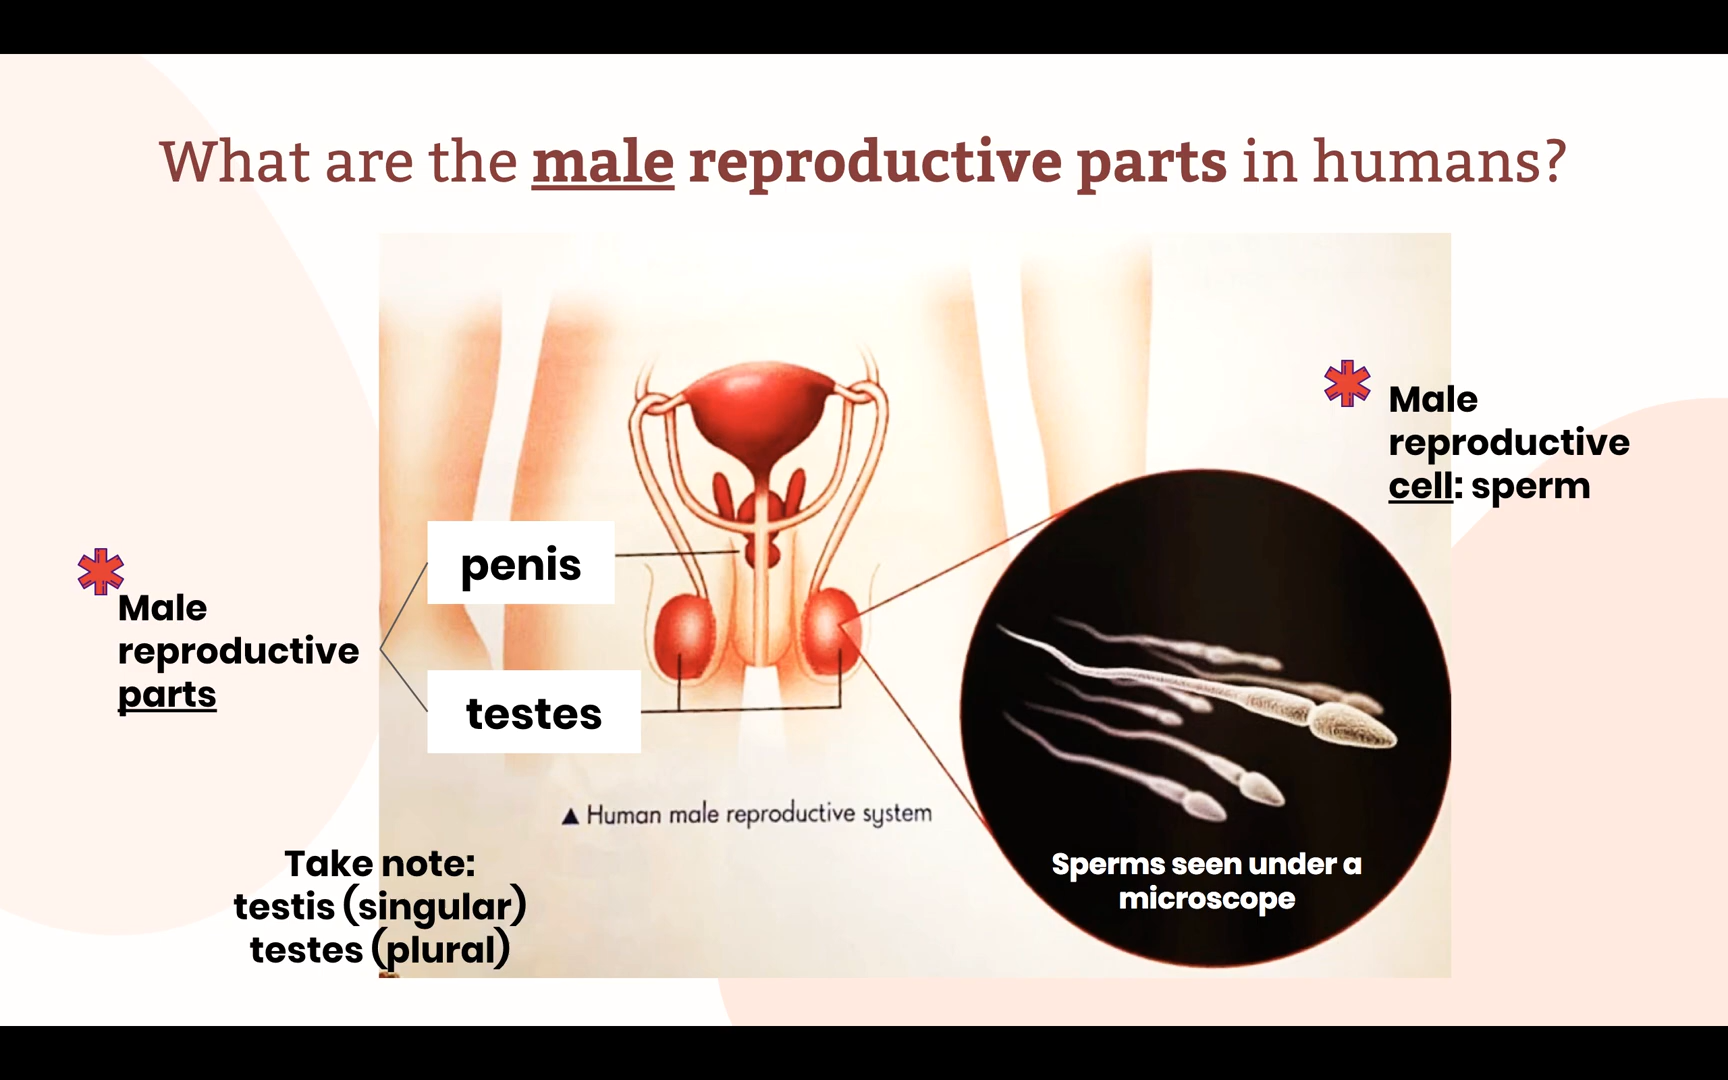 What are the male reproductive parts in humans?
Male
reproductive
cell: sperm
penis
Male
reproductive
parts
testes
▲ Human male reproductive system
Take note:
testis (singular)
testes (plural)
Sperms seen under a
microscope